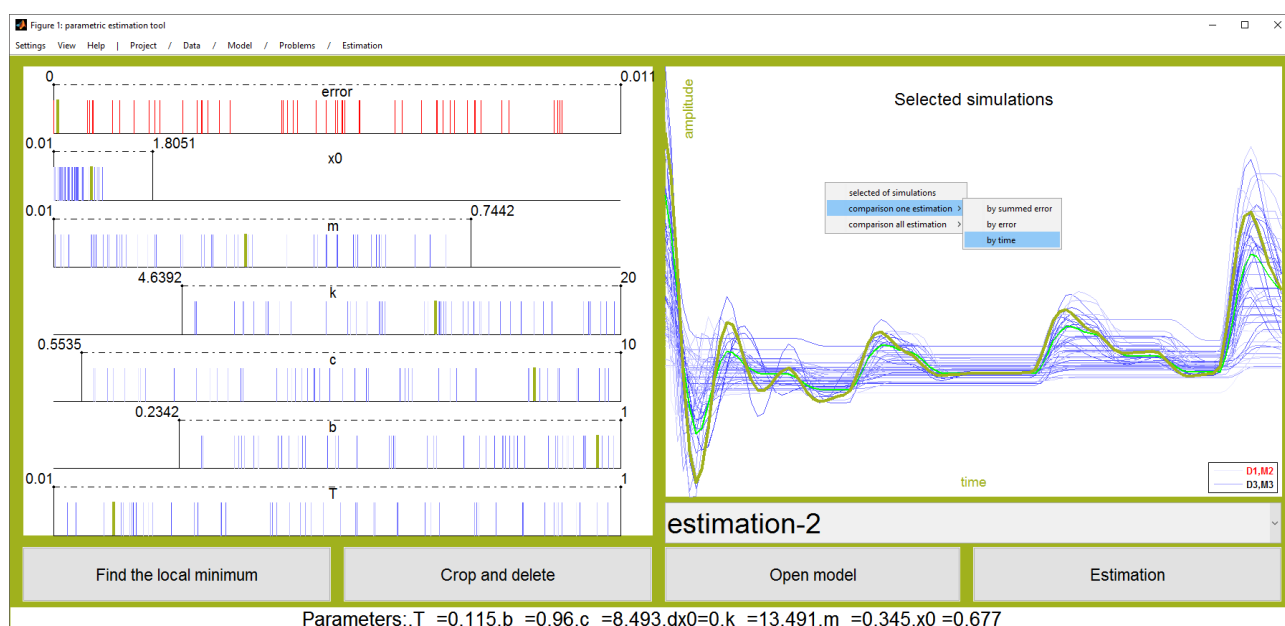 Figure 1: parametric estimation tool
Settings View Help | Project / Data / Model / Problems / Estimation
0 0.011
error
0.01 1.8051
x0
0.01 0.7442
m
4.6392 20
k
0.5535 10
c
0.2342 1
b
0.01 1
T
amplitude
Selected simulations
selected of simulations
comparison one estimation >
comparison all estimation >
by summed error
by error
by time
time
D1,M2
D3,M3
estimation-2
Find the local minimum
Crop and delete
Open model
Estimation
Parameters:,T =0.115,b =0.96,c =8.493,dx0=0,k =13.491,m =0.345,x0 =0.677